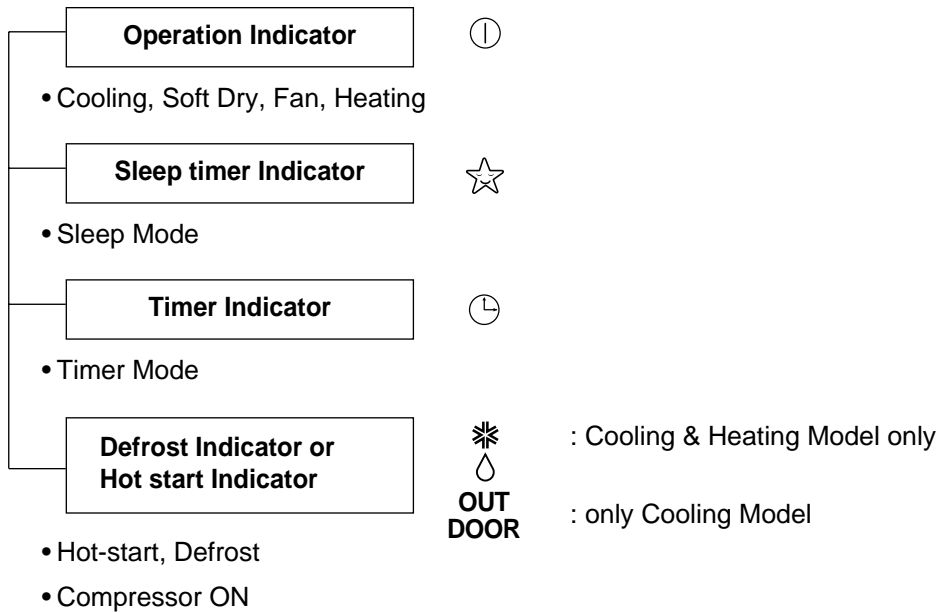 Operation Indicator
• Cooling, Soft Dry, Fan, Heating
Sleep timer Indicator
• Sleep Mode
Timer Indicator
• Timer Mode
Defrost Indicator or
Hot start Indicator
: Cooling & Heating Model only
OUT
DOOR
: only Cooling Model
• Hot-start, Defrost
• Compressor ON